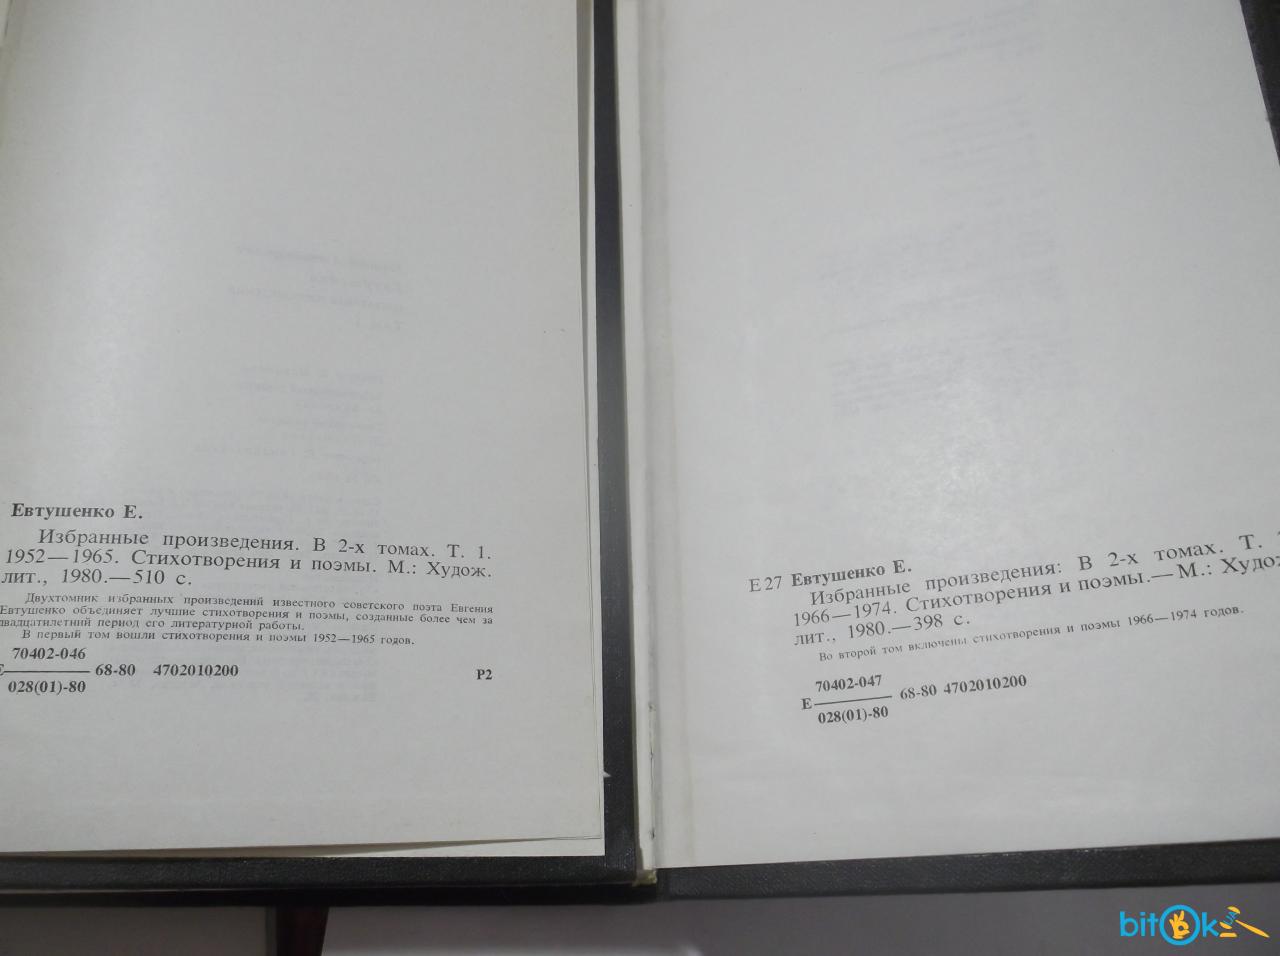 Евтушенко Е.
Избранные произведения. В 2-х томах. Т. 1.
1952—1965. Стихотворения и поэмы. М.: Худож.
лит., 1980.—510 с.
Двухтомник избранных произведений известного советского поэта Евгения
Евтушенко объединяет лучшие стихотворения и поэмы, созданные более чем за
двадцатилетний период его литературной работы.
В первый том вошли стихотворения и поэмы 1952—1965 годов.
70402-046
Е 68-80 4702010200 Р2
028(01)-80
Е 27 Евтушенко Е.
Избранные произведения: В 2-х томах. Т.
1966—1974. Стихотворения и поэмы.— М.: Худо
лит., 1980.—398 с.
Во второй том включены стихотворения и поэмы 1966—1974 годов.
70402-047
Е 68-80 4702010200
028(01)-80
bitOk.UA